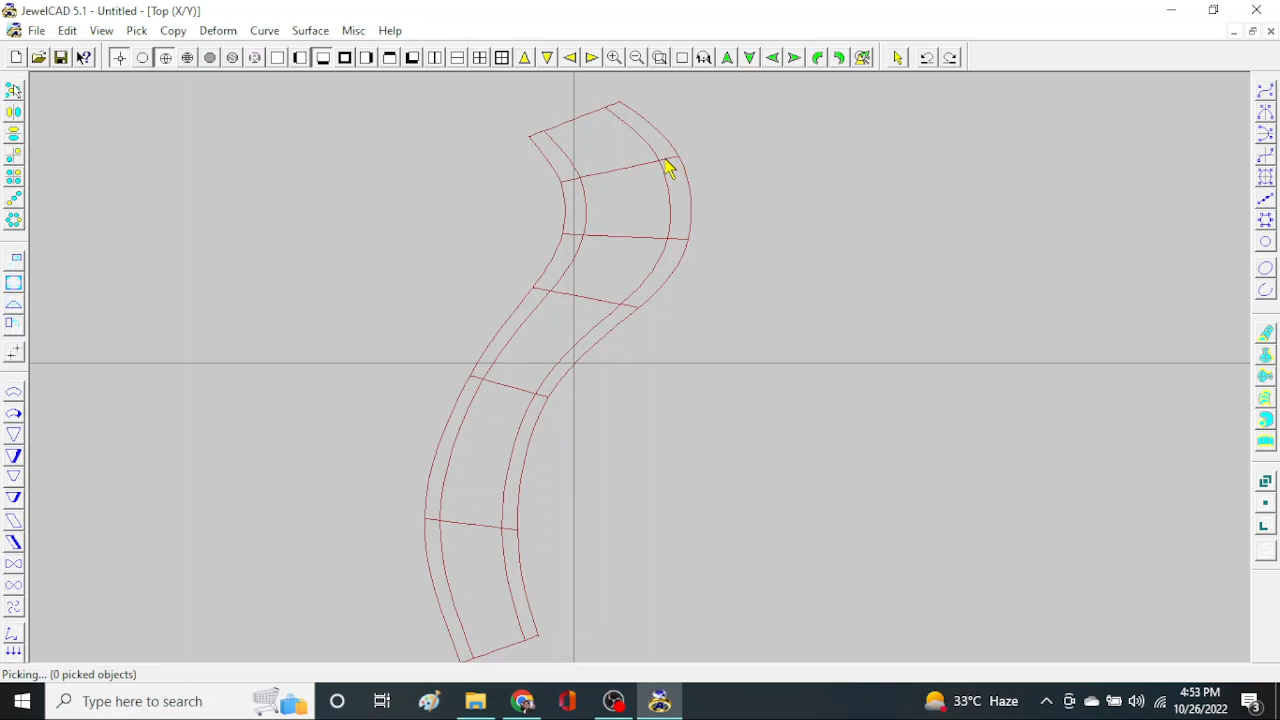 JewelCAD 5.1 - Untitled - [Top (X/Y)]
File Edit View Pick Copy Deform Curve Surface Misc Help
Picking... (0 picked objects)
Type here to search
33°C Haze
4:53 PM
10/26/2022
3